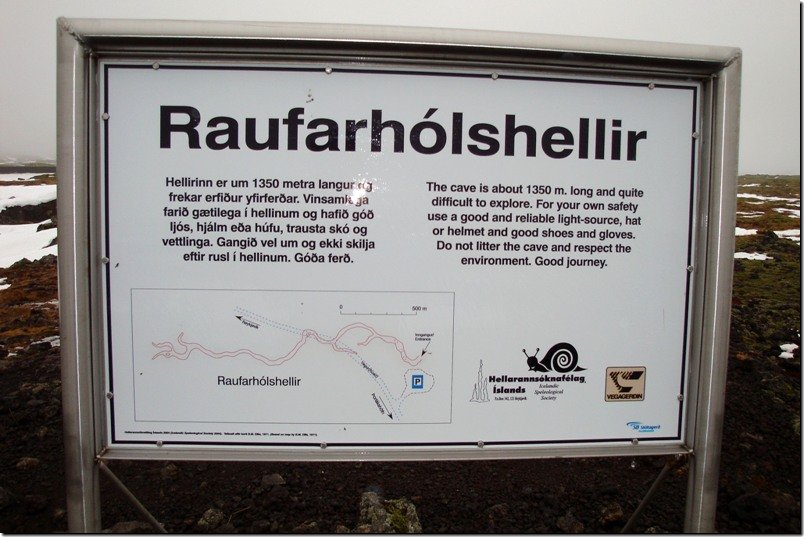 Raufarhólshellir
Hellirinn er um 1350 metra langur og
frekar erfiður yfirferðar. Vinsamlega
farið gætilega í hellinum og hafið góð
ljós, hjálm eða húfu, trausta skó og
vettlinga. Gangið vel um og ekki skilja
eftir rusl í hellinum. Góða ferð.
The cave is about 1350 m. long and quite
difficult to explore. For your own safety
use a good and reliable light-source, hat
or helmet and good shoes and gloves.
Do not litter the cave and respect the
environment. Good journey.
0
500 m
Reykjavík
Inngangur/
Entrance
P
Raufarhólshellir
Hellarannsóknafélag
Íslands
Icelandic
Speleological
Society
VEGAGERÐIN